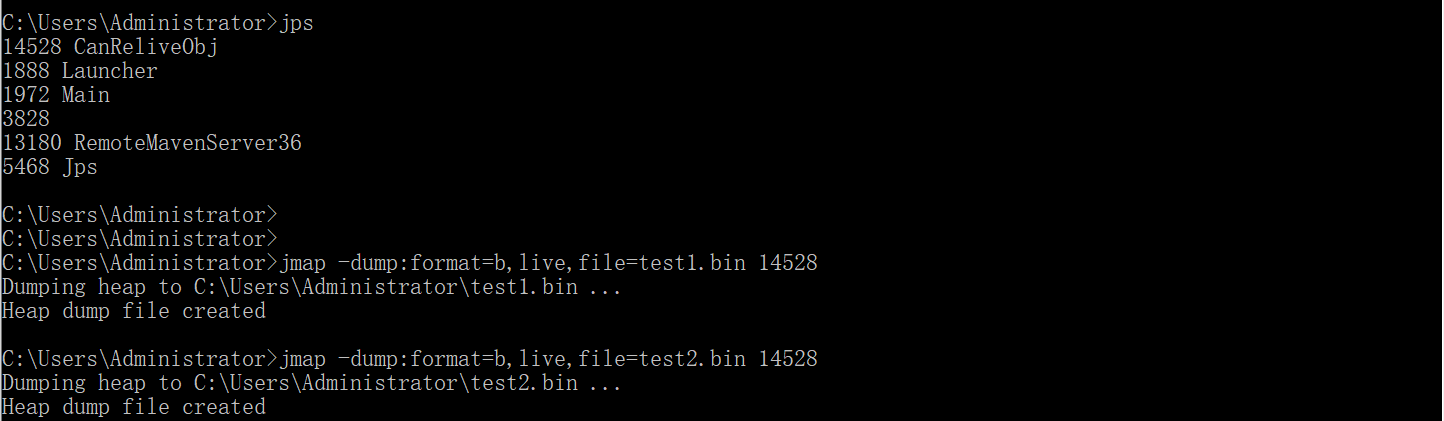 C:\Users\Administrator>jps
14528 CanReliveObj
1888 Launcher
1972 Main
3828
13180 RemoteMavenServer36
5468 Jps
C:\Users\Administrator>
C:\Users\Administrator>
C:\Users\Administrator>jmap -dump:format=b,live,file=test1.bin 14528
Dumping heap to C:\Users\Administrator\test1.bin ...
Heap dump file created
C:\Users\Administrator>jmap -dump:format=b,live,file=test2.bin 14528
Dumping heap to C:\Users\Administrator\test2.bin ...
Heap dump file created